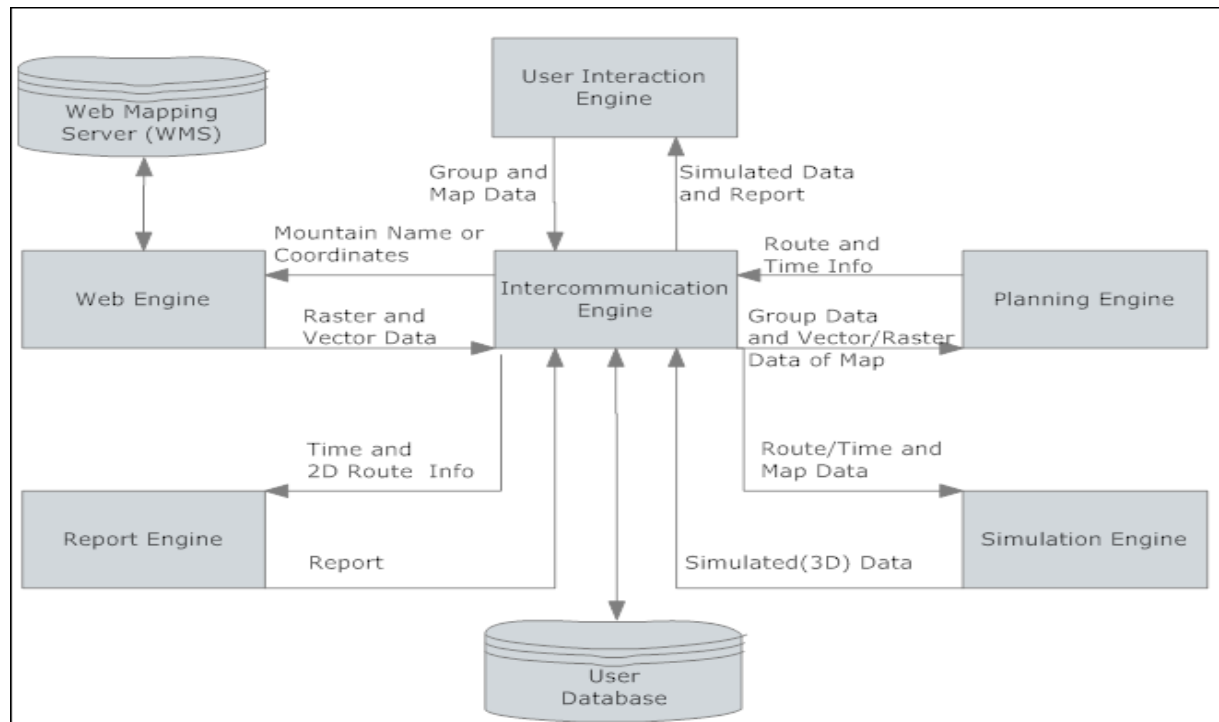 User Interaction
Engine
Web Mapping
Server (WMS)
Group and
Map Data
Simulated Data
and Report
Mountain Name or
Coordinates
Route and
Time Info
Web Engine
Intercommunication
Engine
Planning Engine
Raster and
Vector Data
Group Data
and Vector/Raster
Data of Map
Time and
2D Route Info
Route/Time and
Map Data
Report Engine
Simulation Engine
Report
Simulated(3D) Data
User
Database